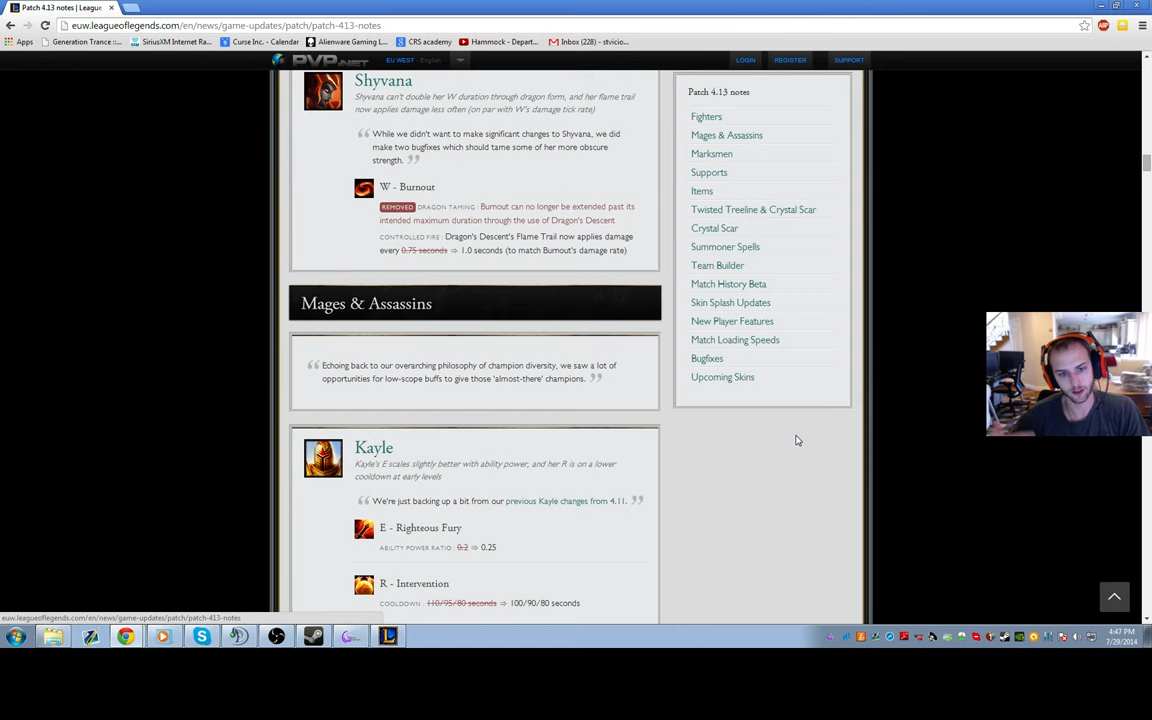 Patch 4.13 notes | League
euw.leagueoflegends.com/en/news/game-updates/patch/patch-413-notes
Apps Generation Trance ::... SiriusXM Internet Ra... Curse Inc. - Calendar Alienware Gaming L... CRS academy Hammock - Depart... Inbox (28) - stvicio...
PVP.NET EU WEST - English LOGIN REGISTER SUPPORT
Shyvana
Shyvana can't double her W duration through dragon form, and her flame trail
now applies damage less often (on par with W's damage tick rate)
While we didn't want to make significant changes to Shyvana, we did
make two bugfixes which should tame some of her more obscure
strength.
W - Burnout
REMOVED DRAGON TAMING : Burnout can no longer be extended past its
intended maximum duration through the use of Dragon's Descent
CONTROLLED FIRE : Dragon's Descent's Flame Trail now applies damage
every 0.75 seconds ⇒ 1.0 seconds (to match Burnout's damage rate)
Mages & Assassins
Echoing back to our overarching philosophy of champion diversity, we saw a lot of
opportunities for low-scope buffs to give those 'almost-there' champions.
Kayle
Kayle's E scales slightly better with ability power, and her R is on a lower
cooldown at early levels
We're just backing up a bit from our previous Kayle changes from 4.11.
E - Righteous Fury
ABILITY POWER RATIO : 0.2 ⇒ 0.25
R - Intervention
COOLDOWN : 110/95/80 seconds ⇒ 100/90/80 seconds
Patch 4.13 notes
Fighters
Mages & Assassins
Marksmen
Supports
Items
Twisted Treeline & Crystal Scar
Crystal Scar
Summoner Spells
Team Builder
Match History Beta
Skin Splash Updates
New Player Features
Match Loading Speeds
Bugfixes
Upcoming Skins
euw.leagueoflegends.com/en/news/game-updates/patch/patch-413-notes
4:47 PM
7/29/2014